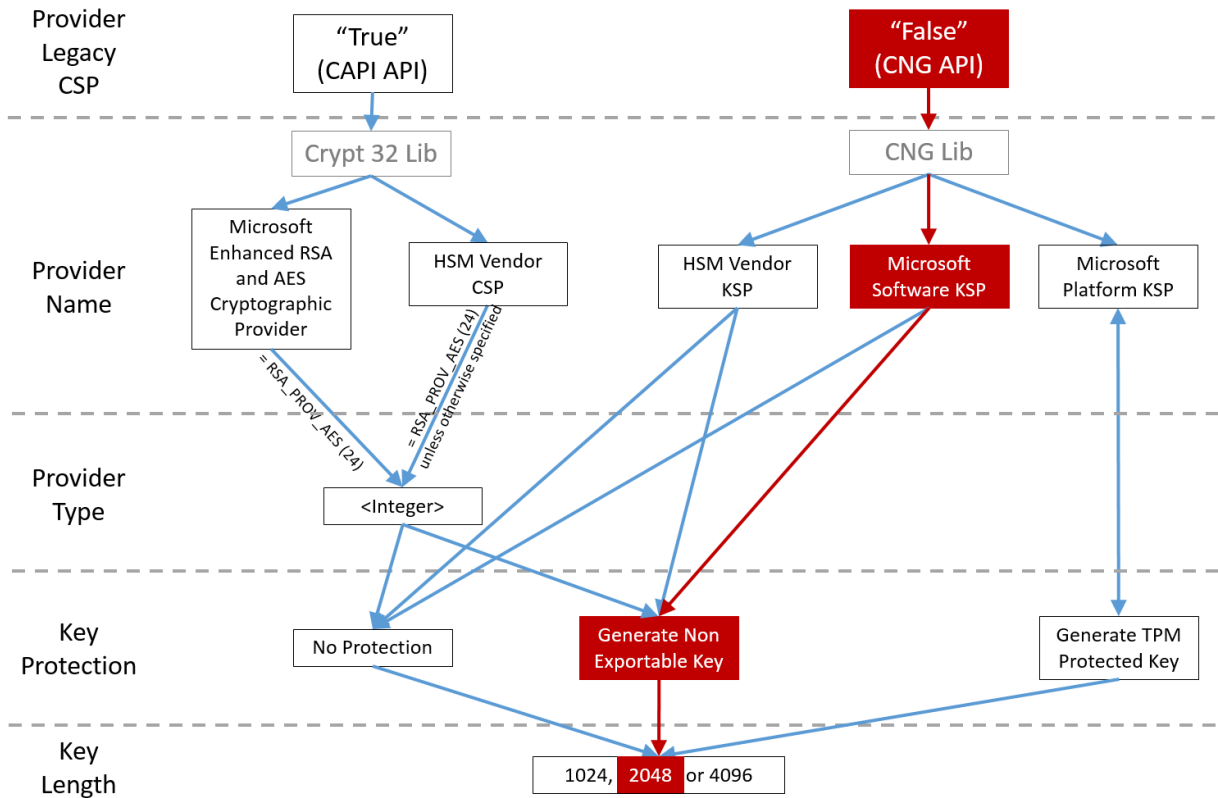 Provider
Legacy
CSP
“True”
(CAPI API)
“False”
(CNG API)
Crypt 32 Lib
CNG Lib
Provider
Name
Microsoft
Enhanced RSA
and AES
Cryptographic
Provider
HSM Vendor
CSP
HSM Vendor
KSP
Microsoft
Software KSP
Microsoft
Platform KSP
= RSA_PROV_AES (24)
= RSA_PROV_AES (24)
unless otherwise specified
Provider
Type
<Integer>
Key
Protection
No Protection
Generate Non
Exportable Key
Generate TPM
Protected Key
Key
Length
1024, 2048 or 4096